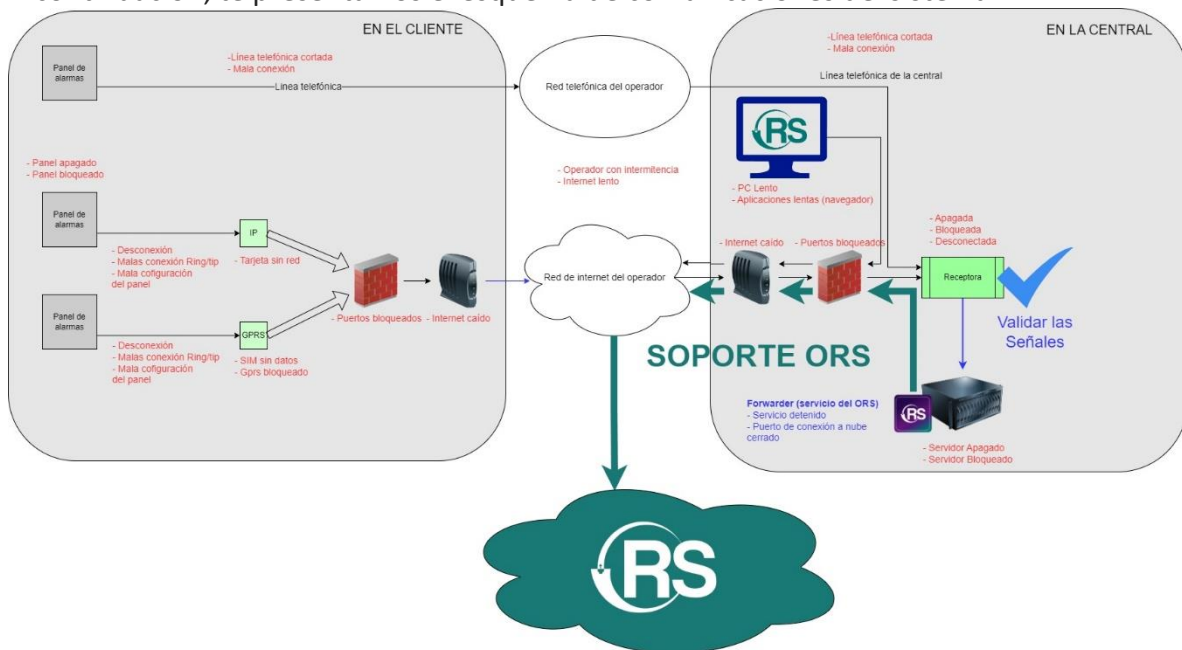 EN EL CLIENTE
Panel de
alarmas
-Línea telefónica cortada
- Mala conexión
Línea telefónica
- Panel apagado
- Panel bloqueado
Panel de
alarmas
- Desconexión
- Malas conexión Ring/tip
- Mala cofiguración
del panel
IP
- Tarjeta sin red
Panel de
alarmas
- Desconexión
- Malas conexión Ring/tip
- Mala cofiguración
del panel
GPRS
- SIM sin datos
- Gprs bloqueado
- Puertos bloqueados
- Internet caído
Red telefónica del operador
- Operador con intermitencia
- Internet lento
Red de internet del operador
EN LA CENTRAL
-Línea telefónica cortada
- Mala conexión
Línea telefónica de la central
RS
- PC Lento
- Aplicaciones lentas (navegador)
- Internet caído
- Puertos bloqueados
- Apagada
- Bloqueada
- Desconectada
Receptora
Validar las
Señales
SOPORTE ORS
Forwarder (servicio del ORS)
- Servicio detenido
- Puerto de conexión a nube
cerrado
RS
- Servidor Apagado
- Servidor Bloqueado
RS